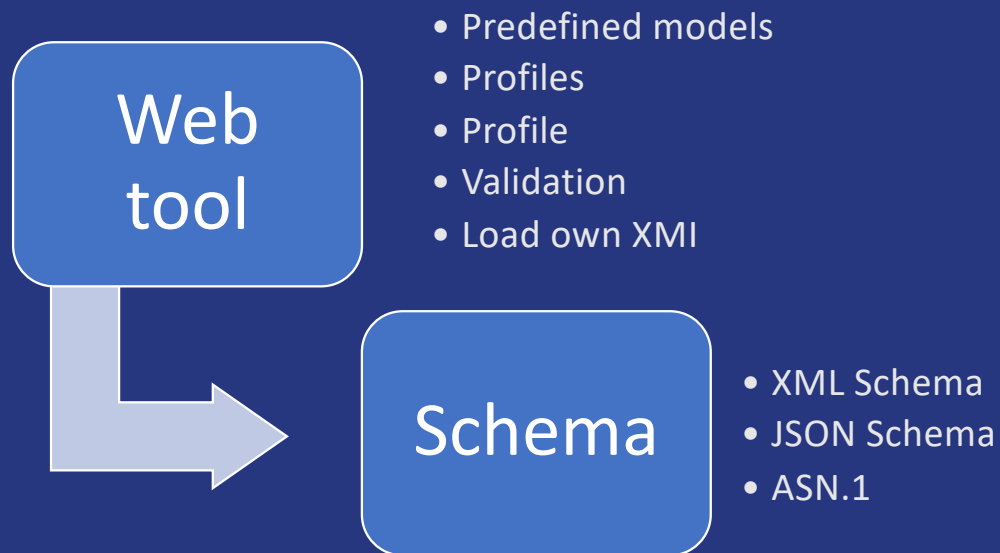 Web
tool
• Predefined models
• Profiles
• Profile
• Validation
• Load own XMI
Schema
• XML Schema
• JSON Schema
• ASN.1